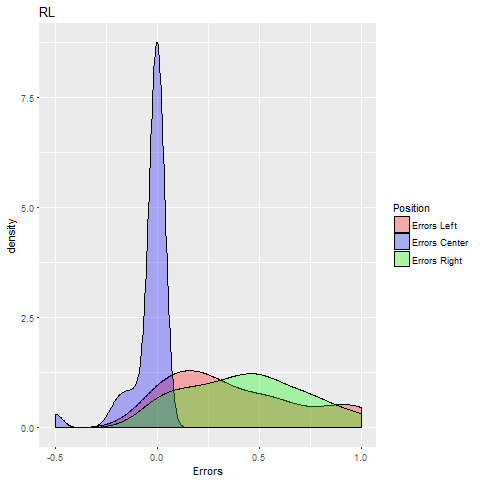 RL
7.5
5.0
2.5
0.0
density
-0.5
0.0
0.5
1.0
Errors
Position
Errors Left
Errors Center
Errors Right